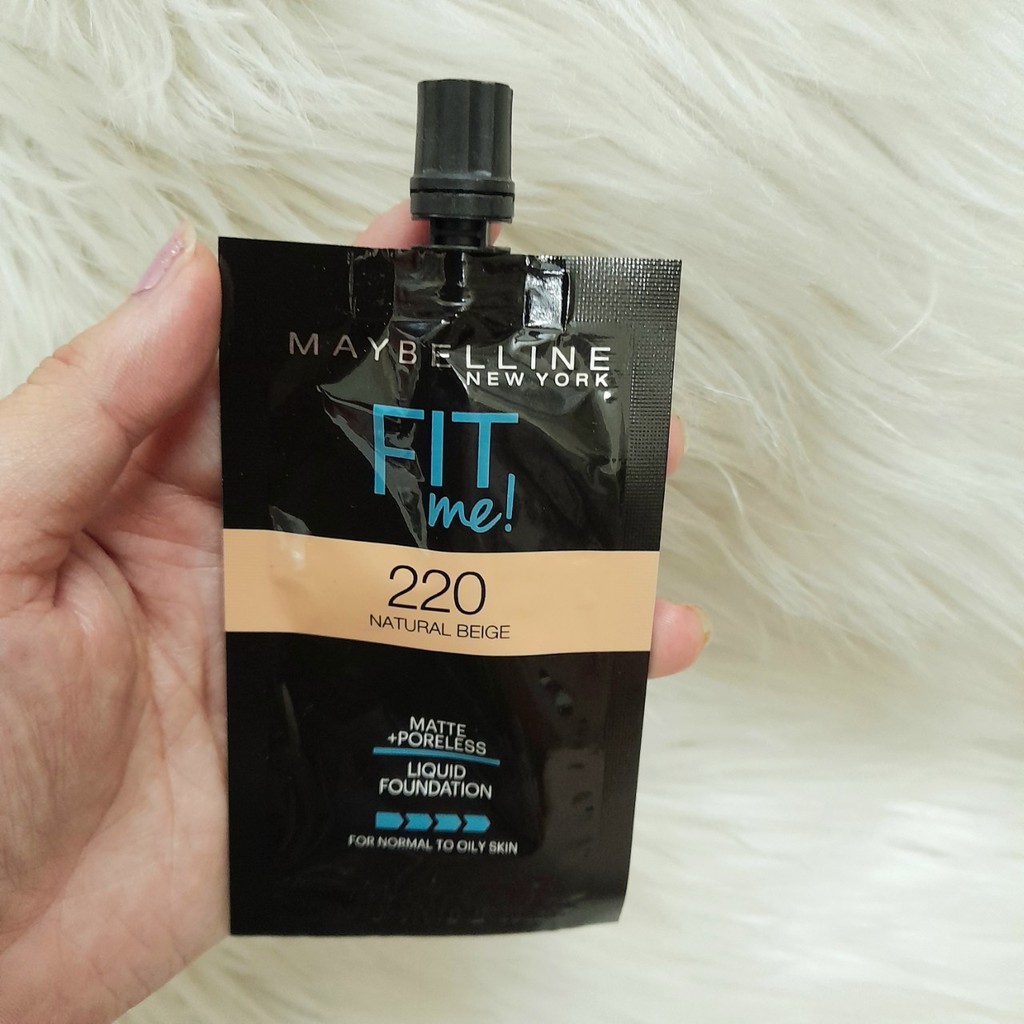 MAYBELLINE
NEW YORK
FIT
me!
220
NATURAL BEIGE
MATTE
+PORELESS
LIQUID
FOUNDATION
FOR NORMAL TO OILY SKIN